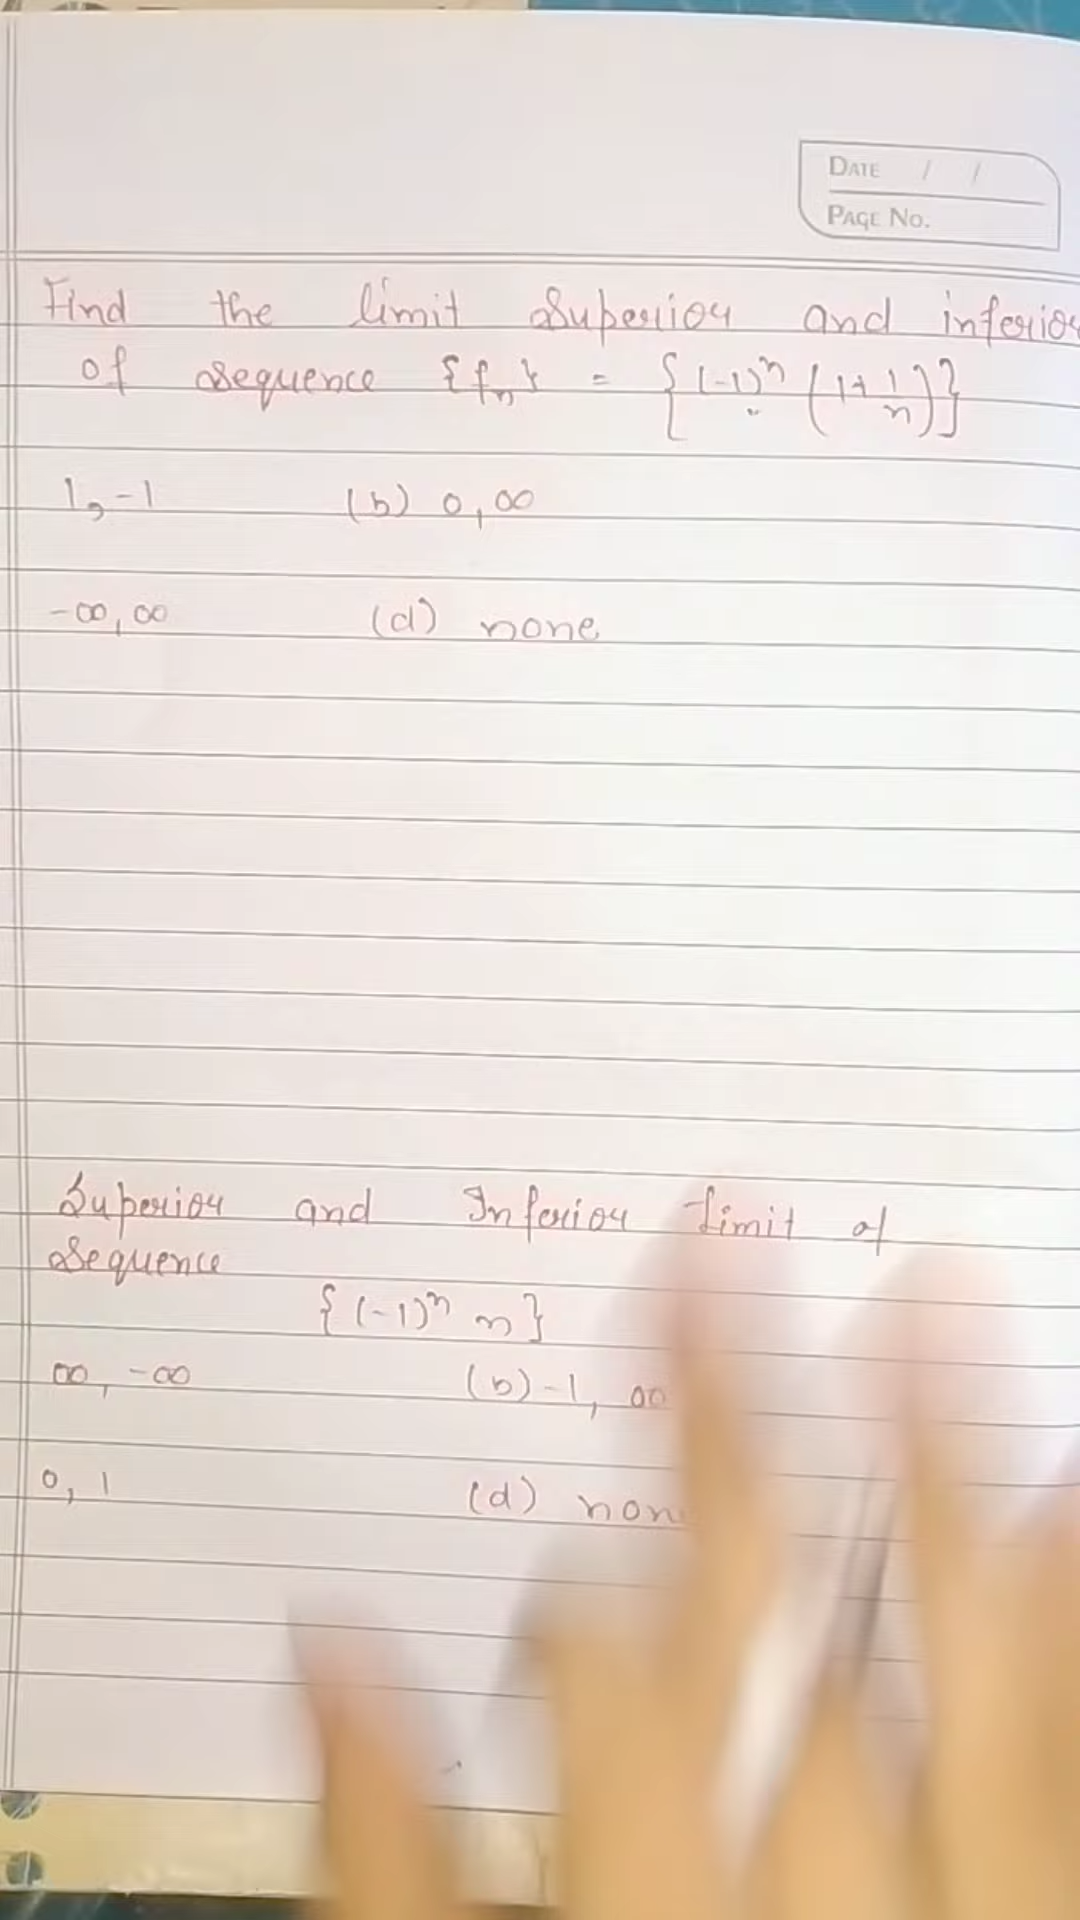 DATE / /
PAGE No.
Find the limit Superior and inferior
of sequence {fn} = {(-1)ⁿ (1+1/n)}
1, -1 (b) 0, ∞
-∞, ∞ (d) none
Superior and Inferior Limit of
Sequence
{(-1)ⁿ n}
∞, -∞ (b) -1, ∞
0, 1 (d) non